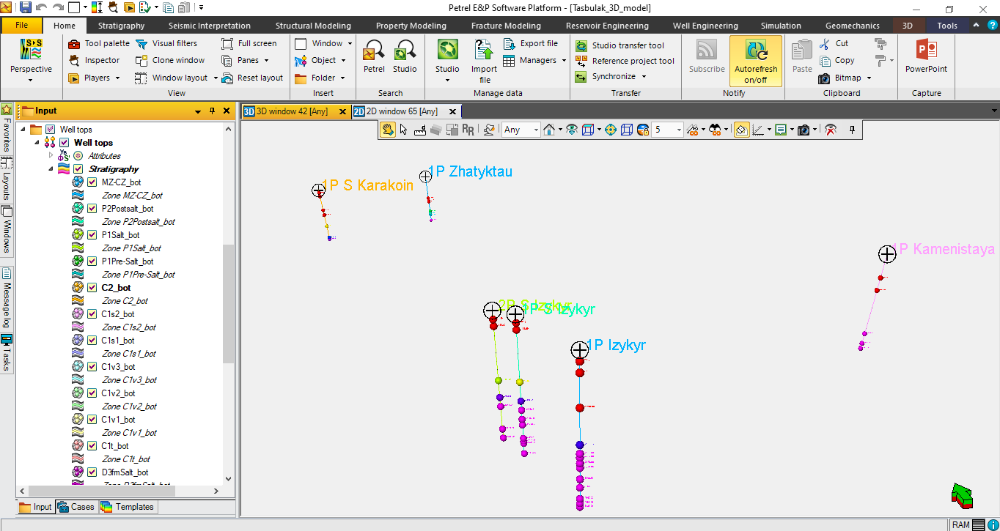 Petrel E&P Software Platform - [Tasbulak_3D_model]
File Home Stratigraphy Seismic Interpretation Structural Modeling Property Modeling Fracture Modeling Reservoir Engineering Well Engineering Simulation Geomechanics 3D Tools
Perspective
Tool palette Visual filters Full screen
Inspector Clone window Panes
Players Window layout Reset layout
View
Window
Object
Folder
Insert
Petrel Studio
Search
Studio Import file Export file
Managers
Manage data
Studio transfer tool
Reference project tool
Synchronize
Transfer
Subscribe Autorefresh on/off
Notify
Paste Cut
Copy
Bitmap
Clipboard
PowerPoint
Capture
Favorites
Layouts
Windows
Message log
Tasks
Input
Well tops
Well tops
Attributes
Stratigraphy
MZ-CZ_bot
Zone MZ-CZ_bot
P2Postsalt_bot
Zone P2Postsalt_bot
P1Salt_bot
Zone P1Salt_bot
P1Pre-Salt_bot
Zone P1Pre-Salt_bot
C2_bot
Zone C2_bot
C1s2_bot
Zone C1s2_bot
C1s1_bot
Zone C1s1_bot
C1v3_bot
Zone C1v3_bot
C1v2_bot
Zone C1v2_bot
C1v1_bot
Zone C1v1_bot
C1t_bot
Zone C1t_bot
D3fmSalt_bot
Zone D3fmSalt_bot
Input Cases Templates
3D 3D window 42 [Any] 2D 2D window 65 [Any]
RR Any 5
1P Zhatyktau
1P S Karakoin
1P Kamenistaya
2P S Izykyr
1P S Izykyr
1P Izykyr
RAM